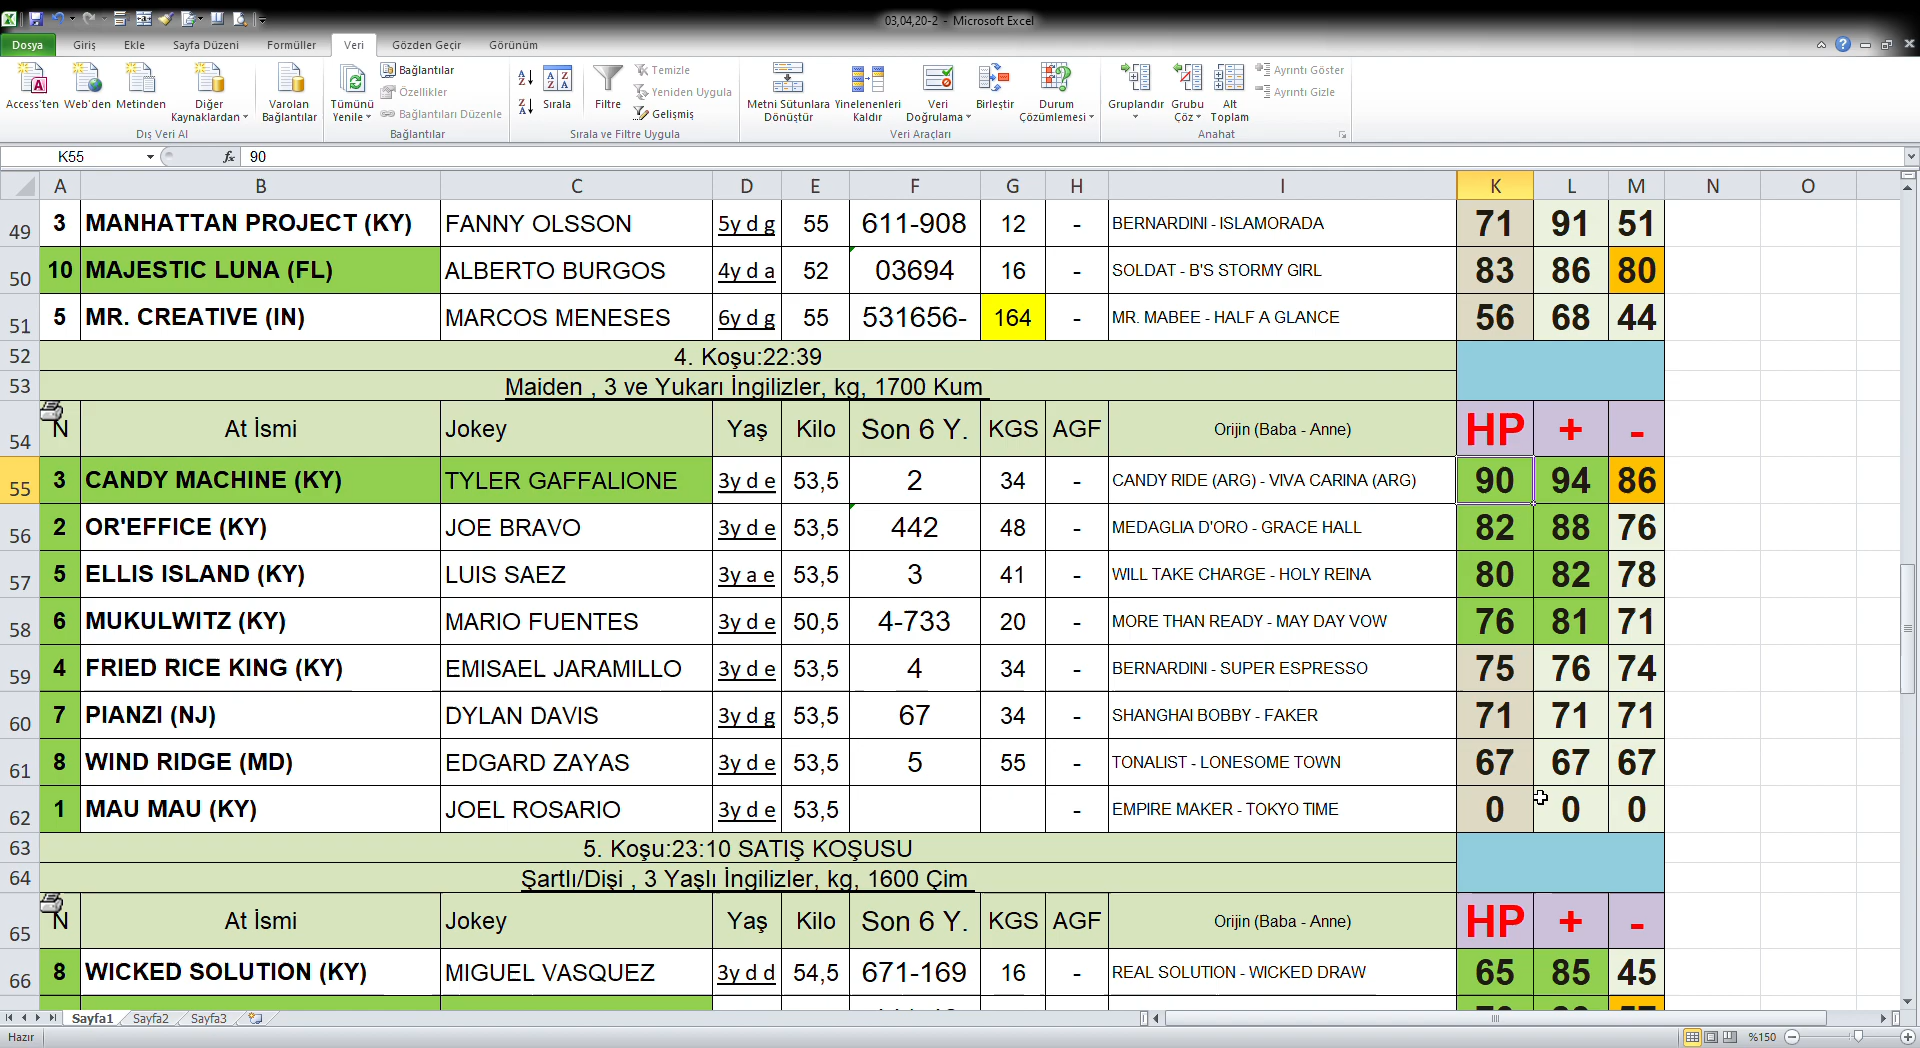 03,04,20-2 - Microsoft Excel
Dosya Giriş Ekle Sayfa Düzeni Formüller Veri Gözden Geçir Görünüm
Access'ten Web'den Metinden Diğer Kaynaklardan Varolan Bağlantılar Tümünü Yenile Bağlantılar Özellikler Bağlantıları Düzenle Sırala Filtre Temizle Yeniden Uygula Gelişmiş Metni Sütunlara Dönüştür Yinelenenleri Kaldır Veri Doğrulama Birleştir Durum Çözümlemesi Gruplandır Grubu Çöz Alt Toplam Ayrıntı Göster Ayrıntı Gizle
Dış Veri Al Bağlantılar Sırala ve Filtre Uygula Veri Araçları Anahat
K55 fx 90
A B C D E F G H I K L M N O
49 3 MANHATTAN PROJECT (KY) FANNY OLSSON 5y d g 55 611-908 12 - BERNARDINI - ISLAMORADA 71 91 51
50 10 MAJESTIC LUNA (FL) ALBERTO BURGOS 4y d a 52 03694 16 - SOLDAT - B'S STORMY GIRL 83 86 80
51 5 MR. CREATIVE (IN) MARCOS MENESES 6y d g 55 531656- 164 - MR. MABEE - HALF A GLANCE 56 68 44
52 4. Koşu:22:39
53 Maiden , 3 ve Yukarı İngilizler, kg, 1700 Kum
54 N At İsmi Jokey Yaş Kilo Son 6 Y. KGS AGF Orijin (Baba - Anne) HP + -
55 3 CANDY MACHINE (KY) TYLER GAFFALIONE 3y d e 53,5 2 34 - CANDY RIDE (ARG) - VIVA CARINA (ARG) 90 94 86
56 2 OR'EFFICE (KY) JOE BRAVO 3y d e 53,5 442 48 - MEDAGLIA D'ORO - GRACE HALL 82 88 76
57 5 ELLIS ISLAND (KY) LUIS SAEZ 3y a e 53,5 3 41 - WILL TAKE CHARGE - HOLY REINA 80 82 78
58 6 MUKULWITZ (KY) MARIO FUENTES 3y d e 50,5 4-733 20 - MORE THAN READY - MAY DAY VOW 76 81 71
59 4 FRIED RICE KING (KY) EMISAEL JARAMILLO 3y d e 53,5 4 34 - BERNARDINI - SUPER ESPRESSO 75 76 74
60 7 PIANZI (NJ) DYLAN DAVIS 3y d g 53,5 67 34 - SHANGHAI BOBBY - FAKER 71 71 71
61 8 WIND RIDGE (MD) EDGARD ZAYAS 3y d e 53,5 5 55 - TONALIST - LONESOME TOWN 67 67 67
62 1 MAU MAU (KY) JOEL ROSARIO 3y d e 53,5 - EMPIRE MAKER - TOKYO TIME 0 0 0
63 5. Koşu:23:10 SATIŞ KOŞUSU
64 Şartlı/Dişi , 3 Yaşlı İngilizler, kg, 1600 Çim
65 N At İsmi Jokey Yaş Kilo Son 6 Y. KGS AGF Orijin (Baba - Anne) HP + -
66 8 WICKED SOLUTION (KY) MIGUEL VASQUEZ 3y d d 54,5 671-169 16 - REAL SOLUTION - WICKED DRAW 65 85 45
Sayfa1 Sayfa2 Sayfa3
Hazır %150